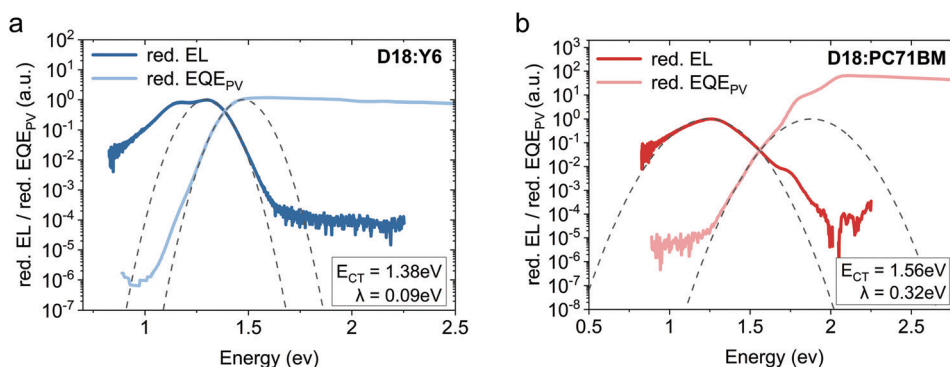 a
red. EL / red. EQE_PV (a.u.)
10^2
10^1
10^0
10^-1
10^-2
10^-3
10^-4
10^-5
10^-6
10^-7
red. EL
red. EQE_PV
D18:Y6
E_CT = 1.38eV
λ = 0.09eV
1 1.5 2 2.5
Energy (ev)
b
red. EL / red. EQE_PV (a.u.)
10^3
10^2
10^1
10^0
10^-1
10^-2
10^-3
10^-4
10^-5
10^-6
10^-7
10^-8
red. EL
red. EQE_PV
D18:PC71BM
E_CT = 1.56eV
λ = 0.32eV
0.5 1 1.5 2 2.5
Energy (ev)